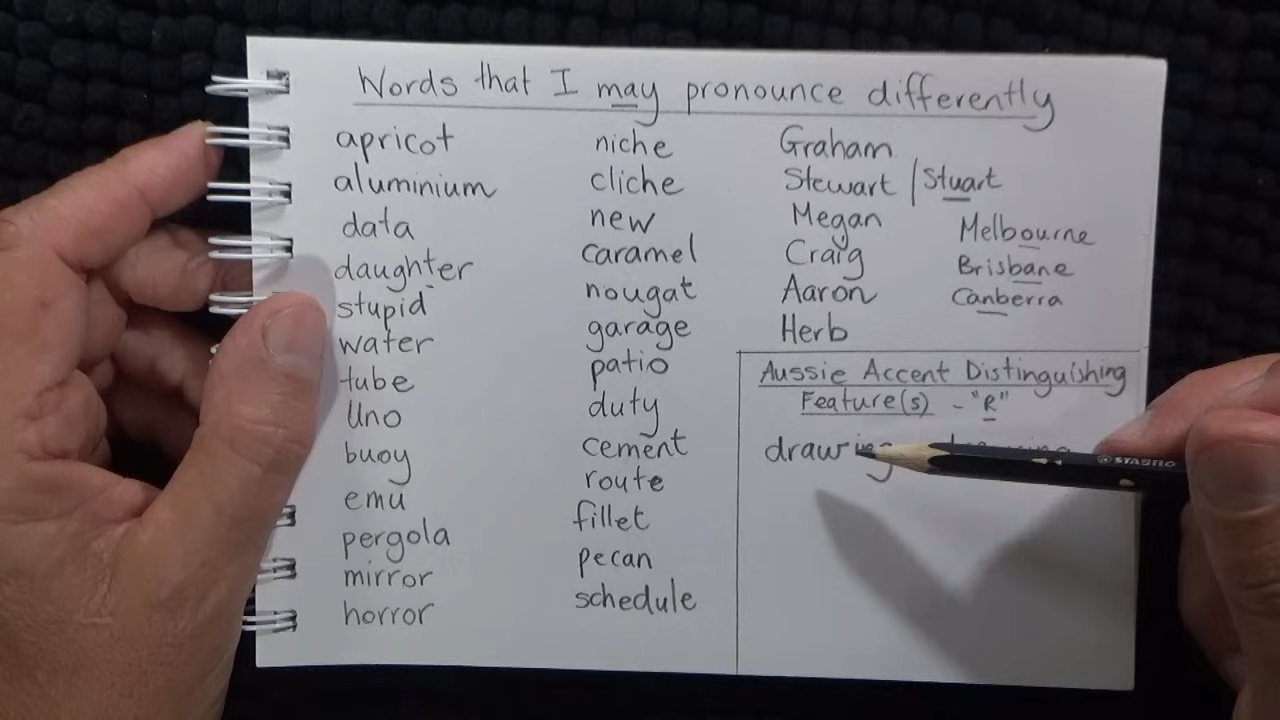 Words that I may pronounce differently
apricot
aluminium
data
daughter
stupid
water
tube
Uno
buoy
emu
pergola
mirror
horror
niche
cliche
new
caramel
nougat
garage
patio
duty
cement
route
fillet
pecan
schedule
Graham
Stewart / Stuart
Megan
Craig
Aaron
Herb
Melbourne
Brisbane
Canberra
Aussie Accent Distinguishing
Feature(s) - "R"
drawing
STABILO